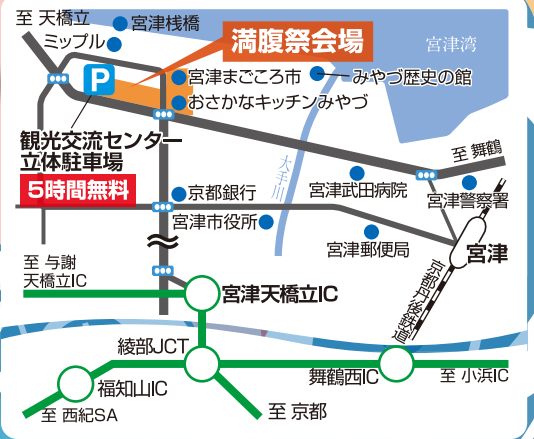 至 天橋立
宮津桟橋
ミップル
満腹祭会場
宮津湾
P
宮津まごころ市
みやづ歴史の館
おさかなキッチンみやづ
観光交流センター
立体駐車場
5時間無料
大手川
至 舞鶴
宮津武田病院
宮津警察署
京都銀行
宮津市役所
宮津郵便局
宮津
至 与謝
天橋立IC
宮津天橋立IC
京都丹後鉄道
綾部JCT
福知山IC
舞鶴西IC
至 小浜IC
至 西紀SA
至 京都